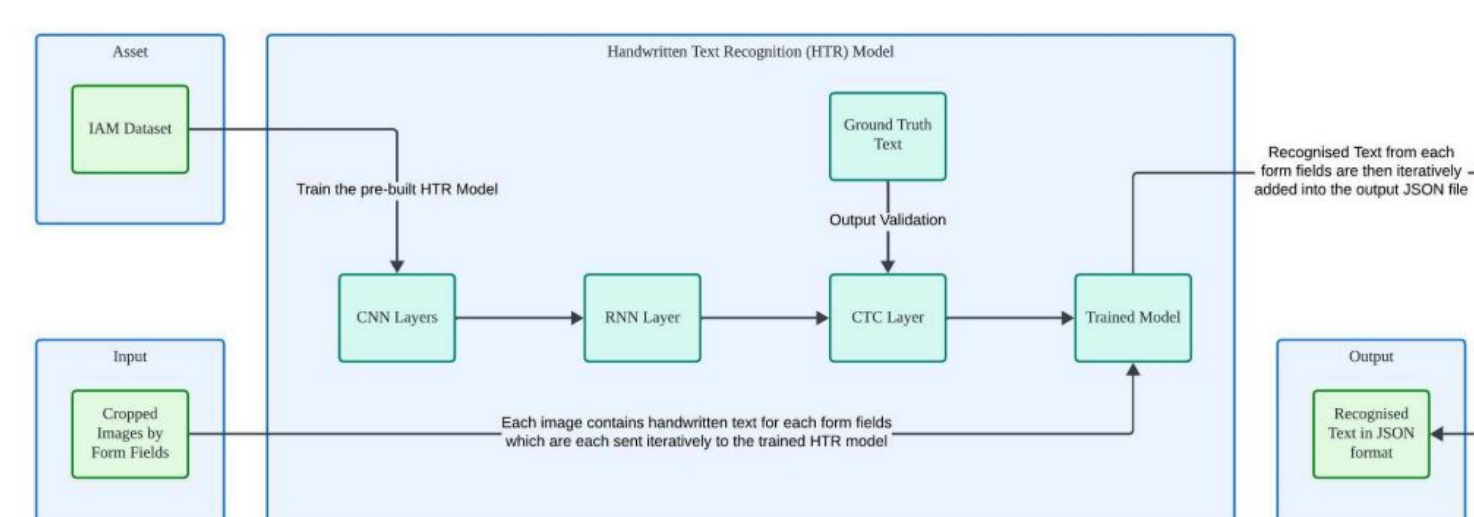 Asset
IAM Dataset
Handwritten Text Recognition (HTR) Model
Train the pre-built HTR Model
Ground Truth
Text
Output Validation
CNN Layers
RNN Layer
CTC Layer
Trained Model
Recognised Text from each
form fields are then iteratively
added into the output JSON file
Input
Cropped
Images by
Form Fields
Each image contains handwritten text for each form fields
which are each sent iteratively to the trained HTR model
Output
Recognised
Text in JSON
format